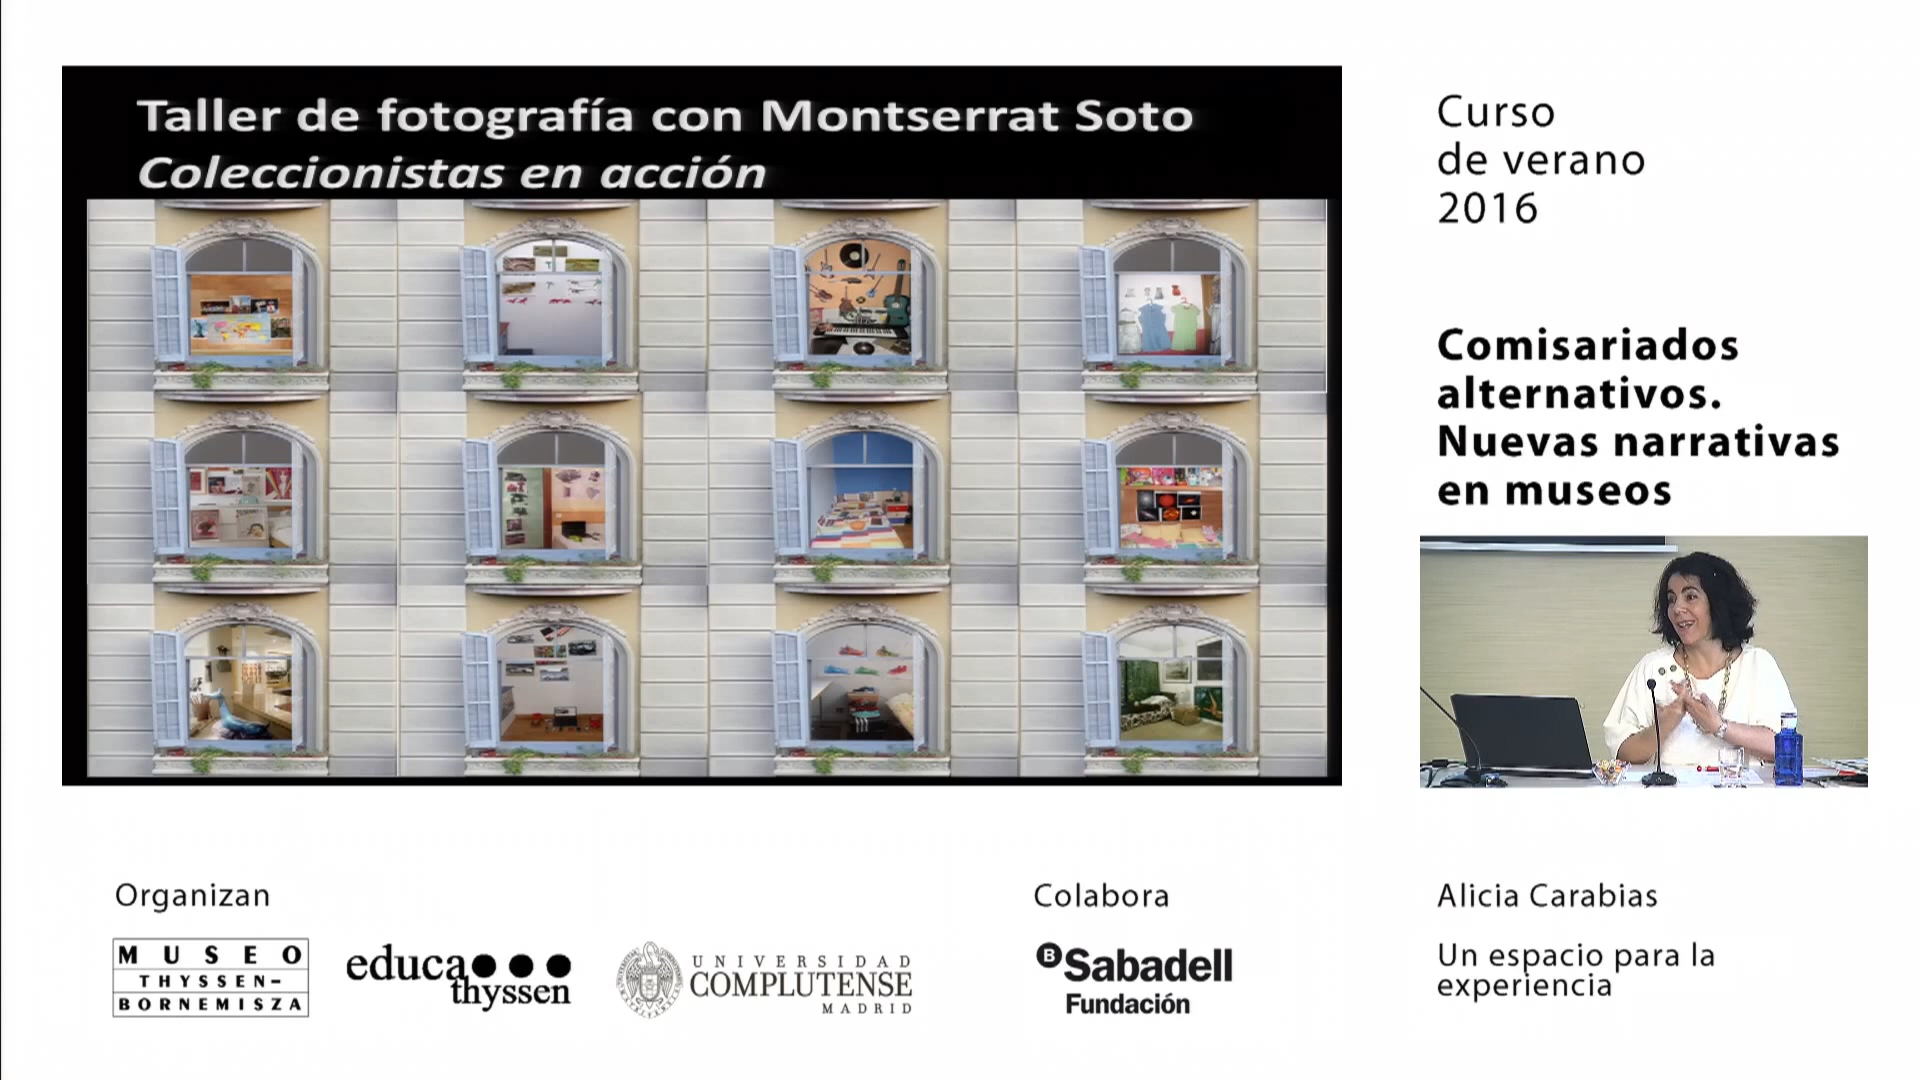 Taller de fotografía con Montserrat Soto
Coleccionistas en acción
Curso
de verano
2016
Comisariados
alternativos.
Nuevas narrativas
en museos
Organizan
MUSEO
THYSSEN-
BORNEMISZA
educa
thyssen
UNIVERSIDAD
COMPLUTENSE
MADRID
Colabora
B Sabadell
Fundación
Alicia Carabias
Un espacio para la
experiencia